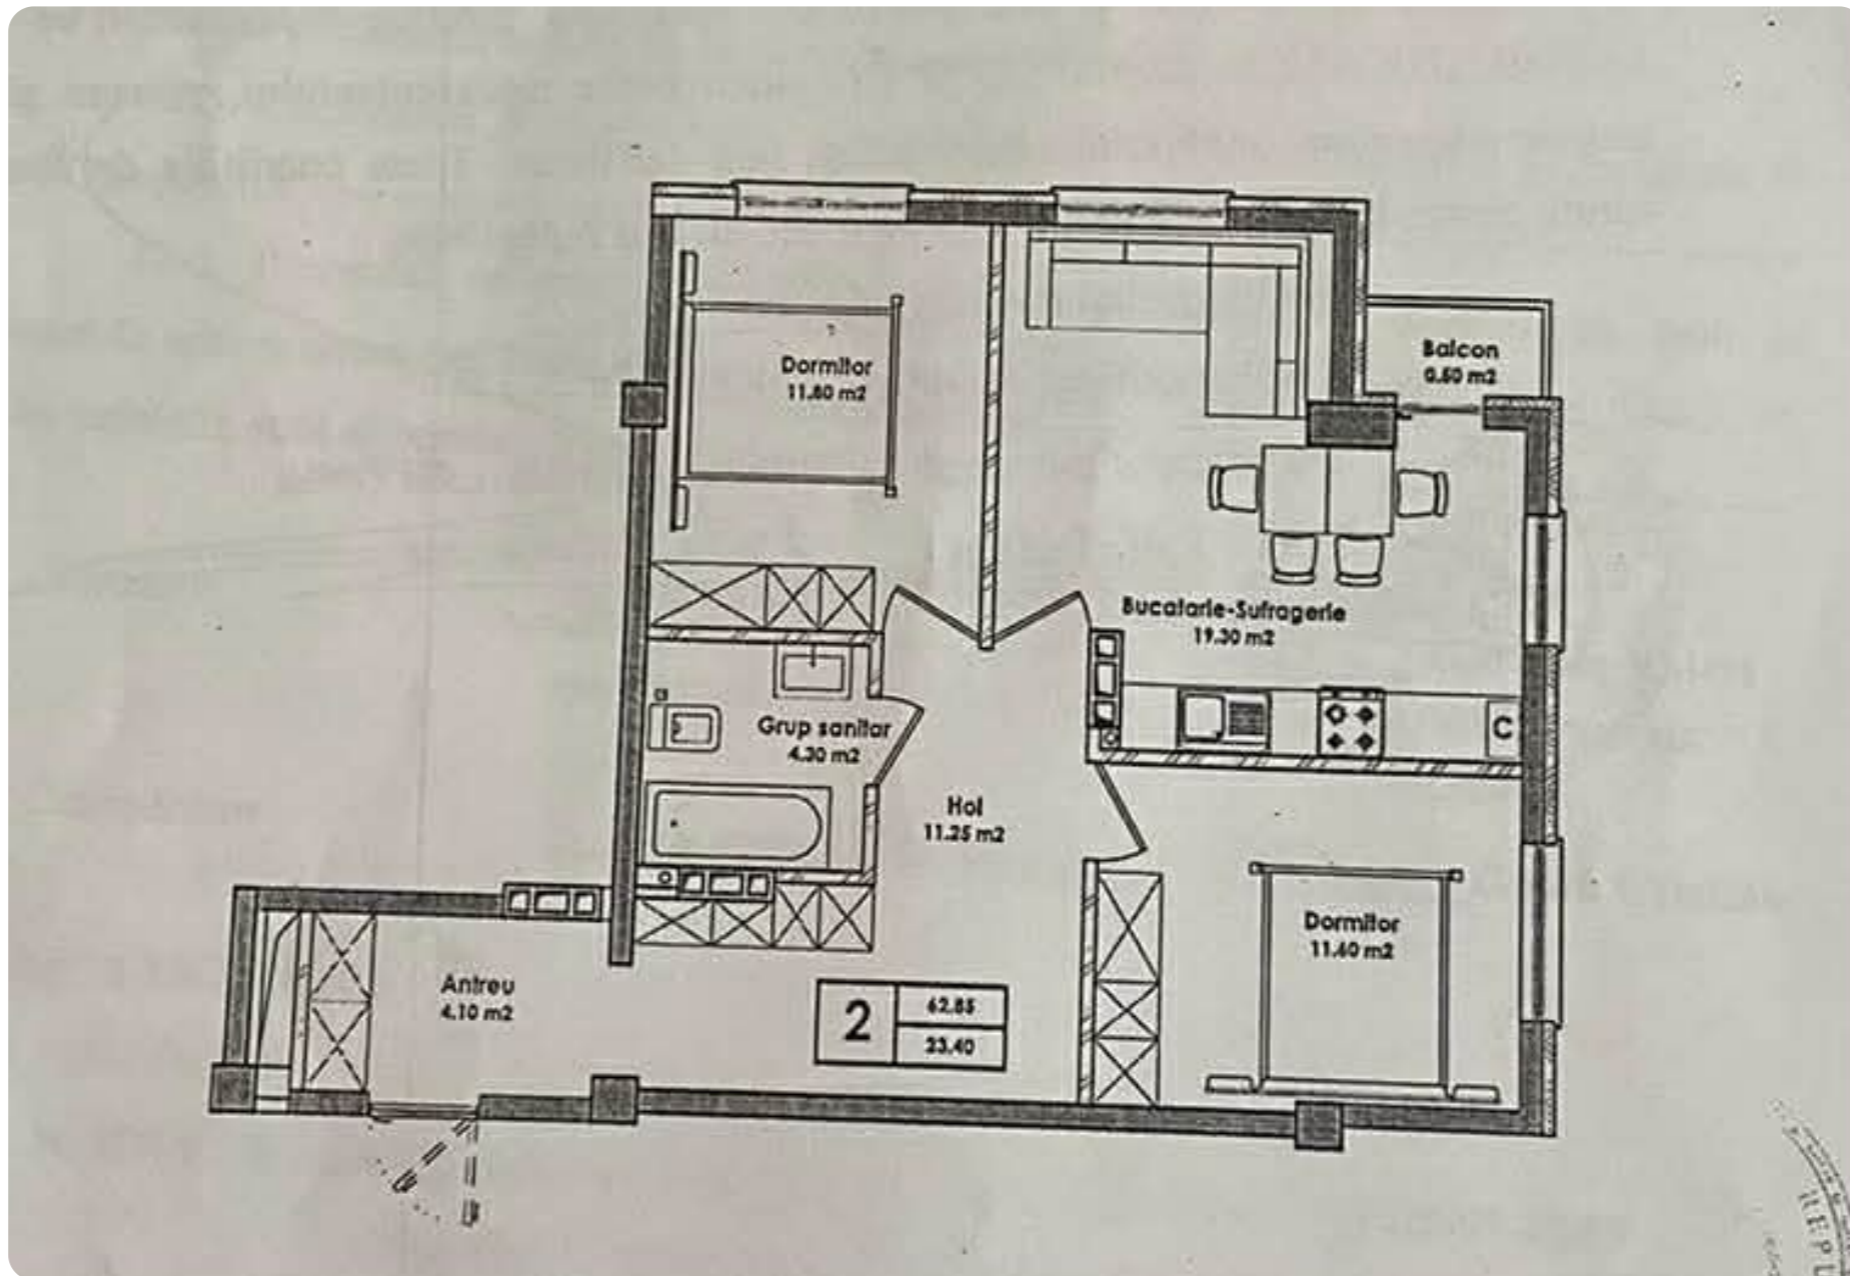 Dormitor
11.80 m2
Balcon
0.50 m2
Bucatarie-Sufragerie
19.30 m2
Grup sanitar
4.30 m2
C
Hol
11.25 m2
Dormitor
11.60 m2
Antreu
4.10 m2
2
62.85
23.40